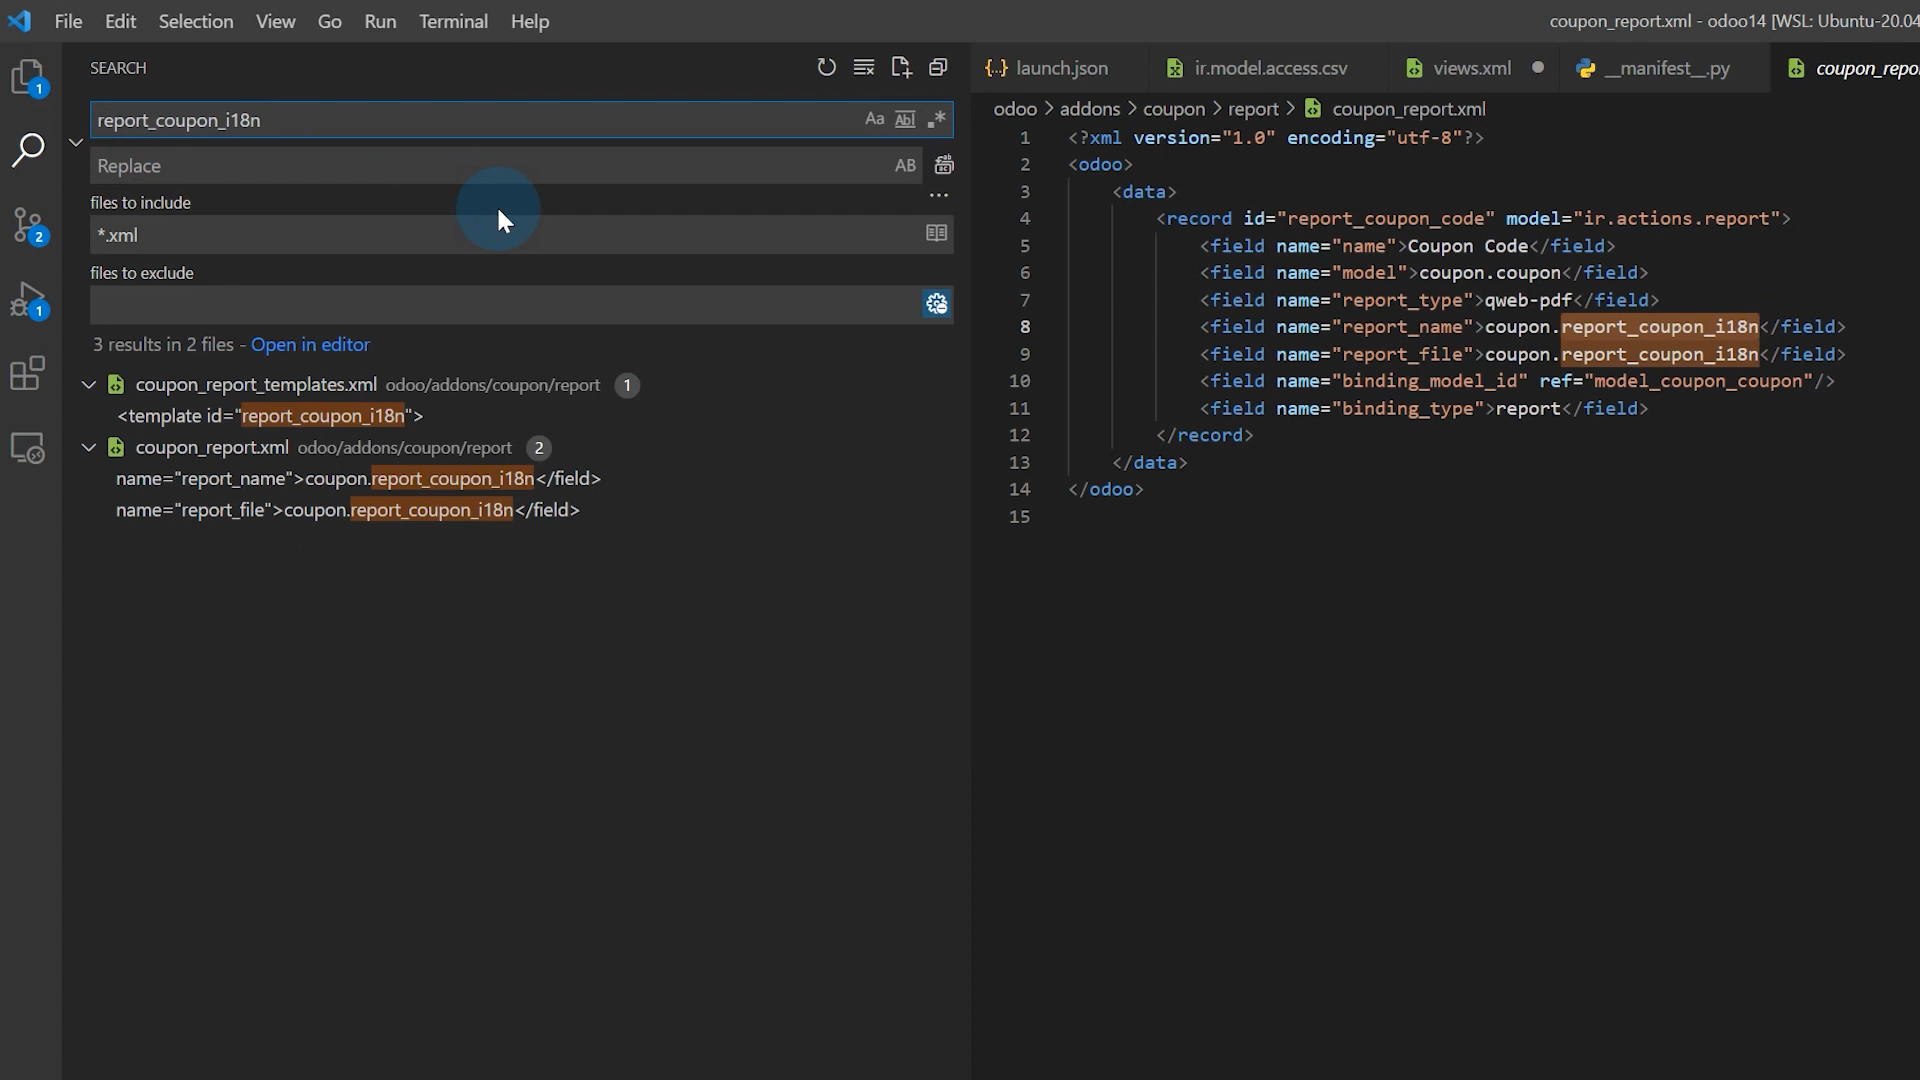 File Edit Selection View Go Run Terminal Help
coupon_report.xml - odoo14 [WSL: Ubuntu-20.04
SEARCH
report_coupon_i18n
Aa Abl .*
Replace
AB
files to include
*.xml
files to exclude
3 results in 2 files - Open in editor
coupon_report_templates.xml odoo/addons/coupon/report 1
<template id="report_coupon_i18n">
coupon_report.xml odoo/addons/coupon/report 2
name="report_name">coupon.report_coupon_i18n</field>
name="report_file">coupon.report_coupon_i18n</field>
1
2
1
{..} launch.json ir.model.access.csv views.xml __manifest__.py coupon_repo
odoo > addons > coupon > report > coupon_report.xml
1 <?xml version="1.0" encoding="utf-8"?>
2 <odoo>
3 <data>
4 <record id="report_coupon_code" model="ir.actions.report">
5 <field name="name">Coupon Code</field>
6 <field name="model">coupon.coupon</field>
7 <field name="report_type">qweb-pdf</field>
8 <field name="report_name">coupon.report_coupon_i18n</field>
9 <field name="report_file">coupon.report_coupon_i18n</field>
10 <field name="binding_model_id" ref="model_coupon_coupon"/>
11 <field name="binding_type">report</field>
12 </record>
13 </data>
14 </odoo>
15